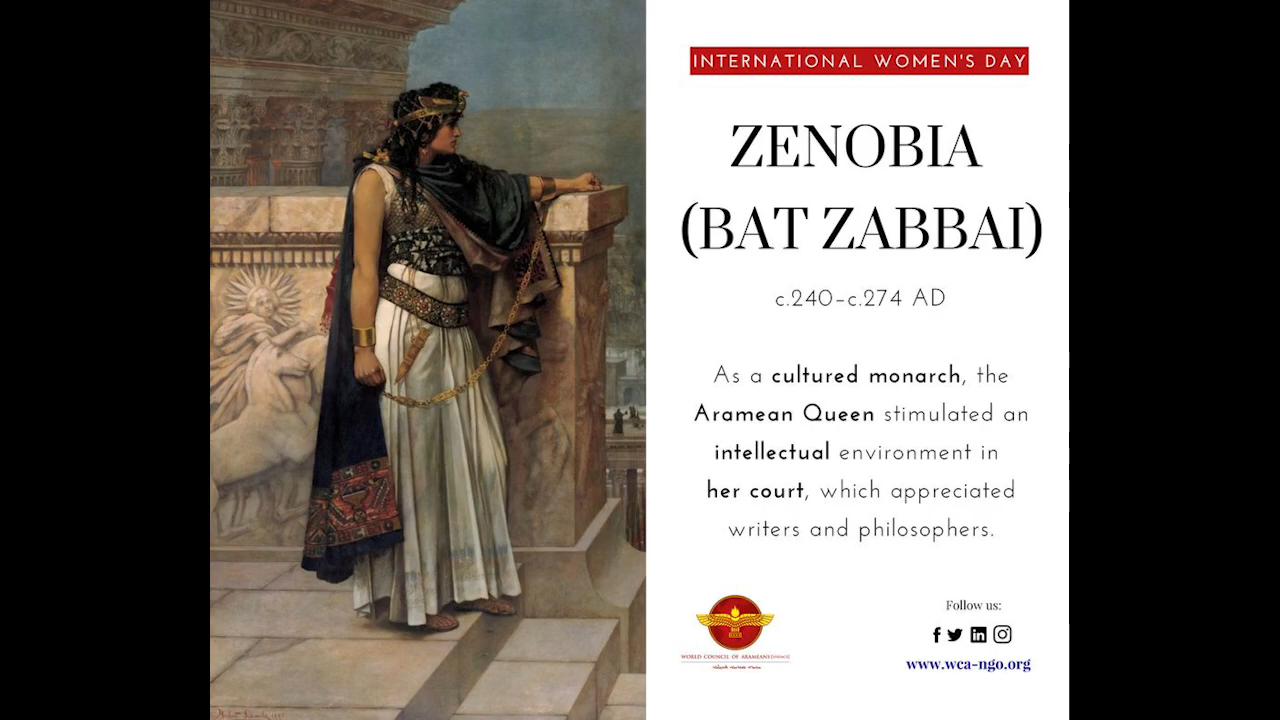 INTERNATIONAL WOMEN'S DAY
ZENOBIA
(BAT ZABBAI)
c.240–c.274 AD
As a cultured monarch, the
Aramean Queen stimulated an
intellectual environment in
her court, which appreciated
writers and philosophers.
WORLD COUNCIL OF ARAMEANS
Follow us:
www.wca-ngo.org